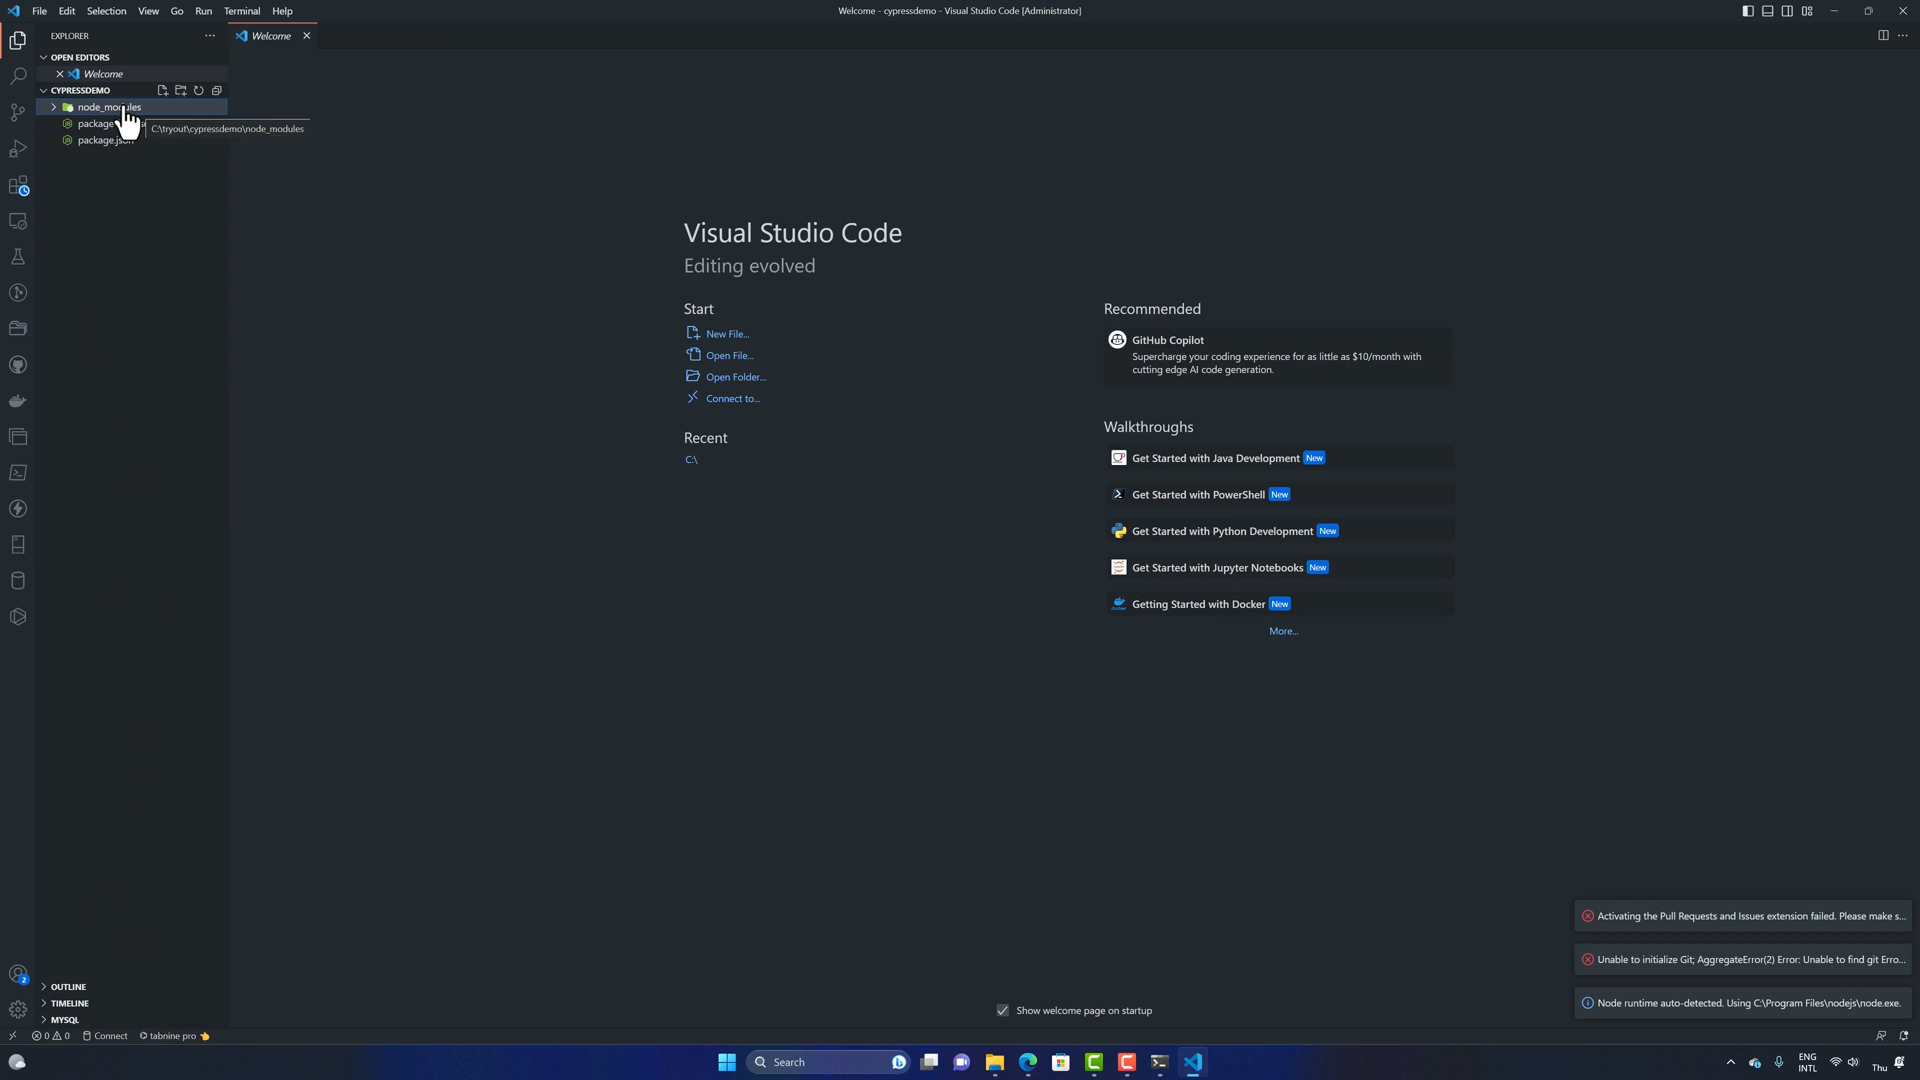 File Edit Selection View Go Run Terminal Help
Welcome - cypressdemo - Visual Studio Code [Administrator]
EXPLORER
Welcome
OPEN EDITORS
Welcome
CYPRESSDEMO
node_modules
package
C:\tryout\cypressdemo\node_modules
package.json
Visual Studio Code
Editing evolved
Start
New File...
Open File...
Open Folder...
Connect to...
Recent
C:\
Recommended
GitHub Copilot
Supercharge your coding experience for as little as $10/month with
cutting edge AI code generation.
Walkthroughs
Get Started with Java Development New
Get Started with PowerShell New
Get Started with Python Development New
Get Started with Jupyter Notebooks New
Getting Started with Docker New
More...
Activating the Pull Requests and Issues extension failed. Please make s...
Unable to initialize Git; AggregateError(2) Error: Unable to find git Erro...
Node runtime auto-detected. Using C:\Program Files\nodejs\node.exe.
Show welcome page on startup
OUTLINE
TIMELINE
MYSQL
2
0 0 Connect tabnine pro
Search
ENG
INTL
Thu